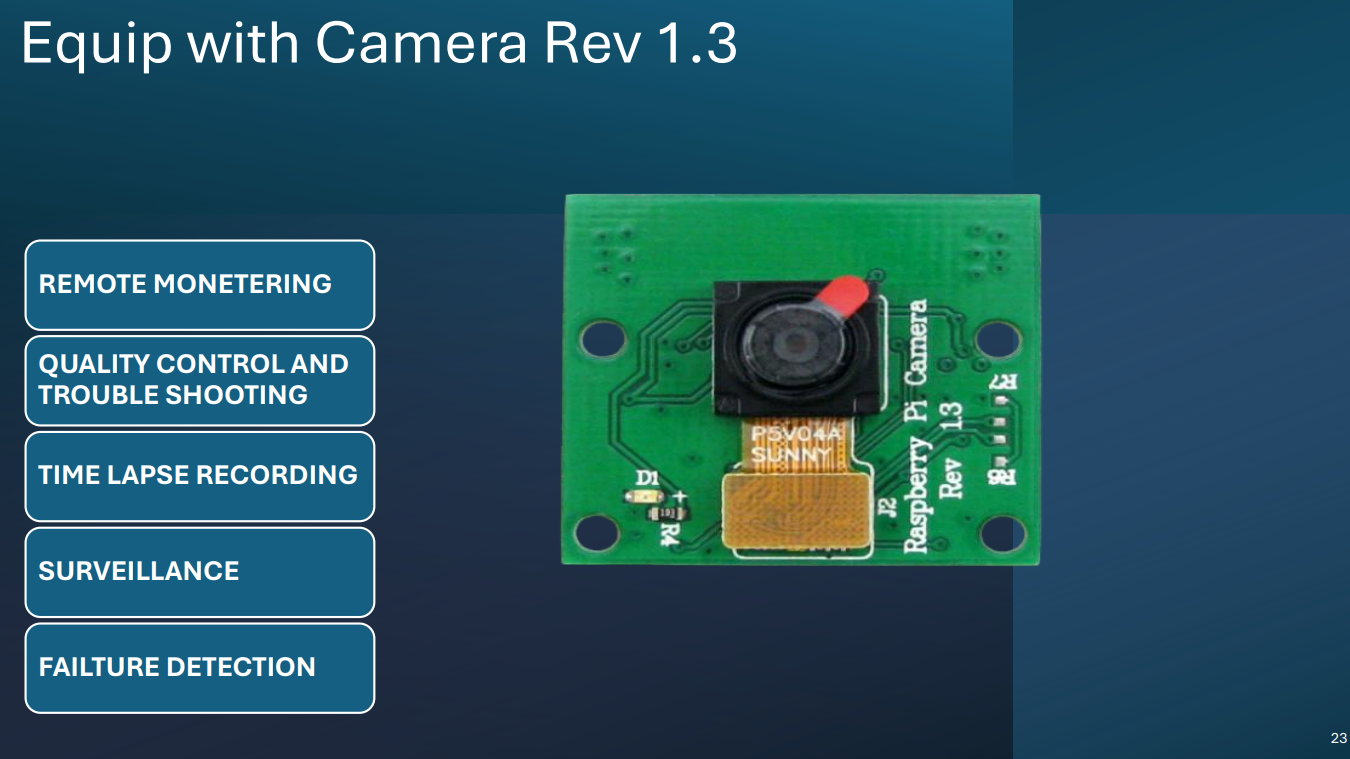 Equip with Camera Rev 1.3
REMOTE MONETERING
QUALITY CONTROL AND
TROUBLE SHOOTING
TIME LAPSE RECORDING
SURVEILLANCE
FAILTURE DETECTION
P5V04A
SUNNY
Raspberry Pi Camera
Rev 1.3
R7
D1
+
R4
J2
23